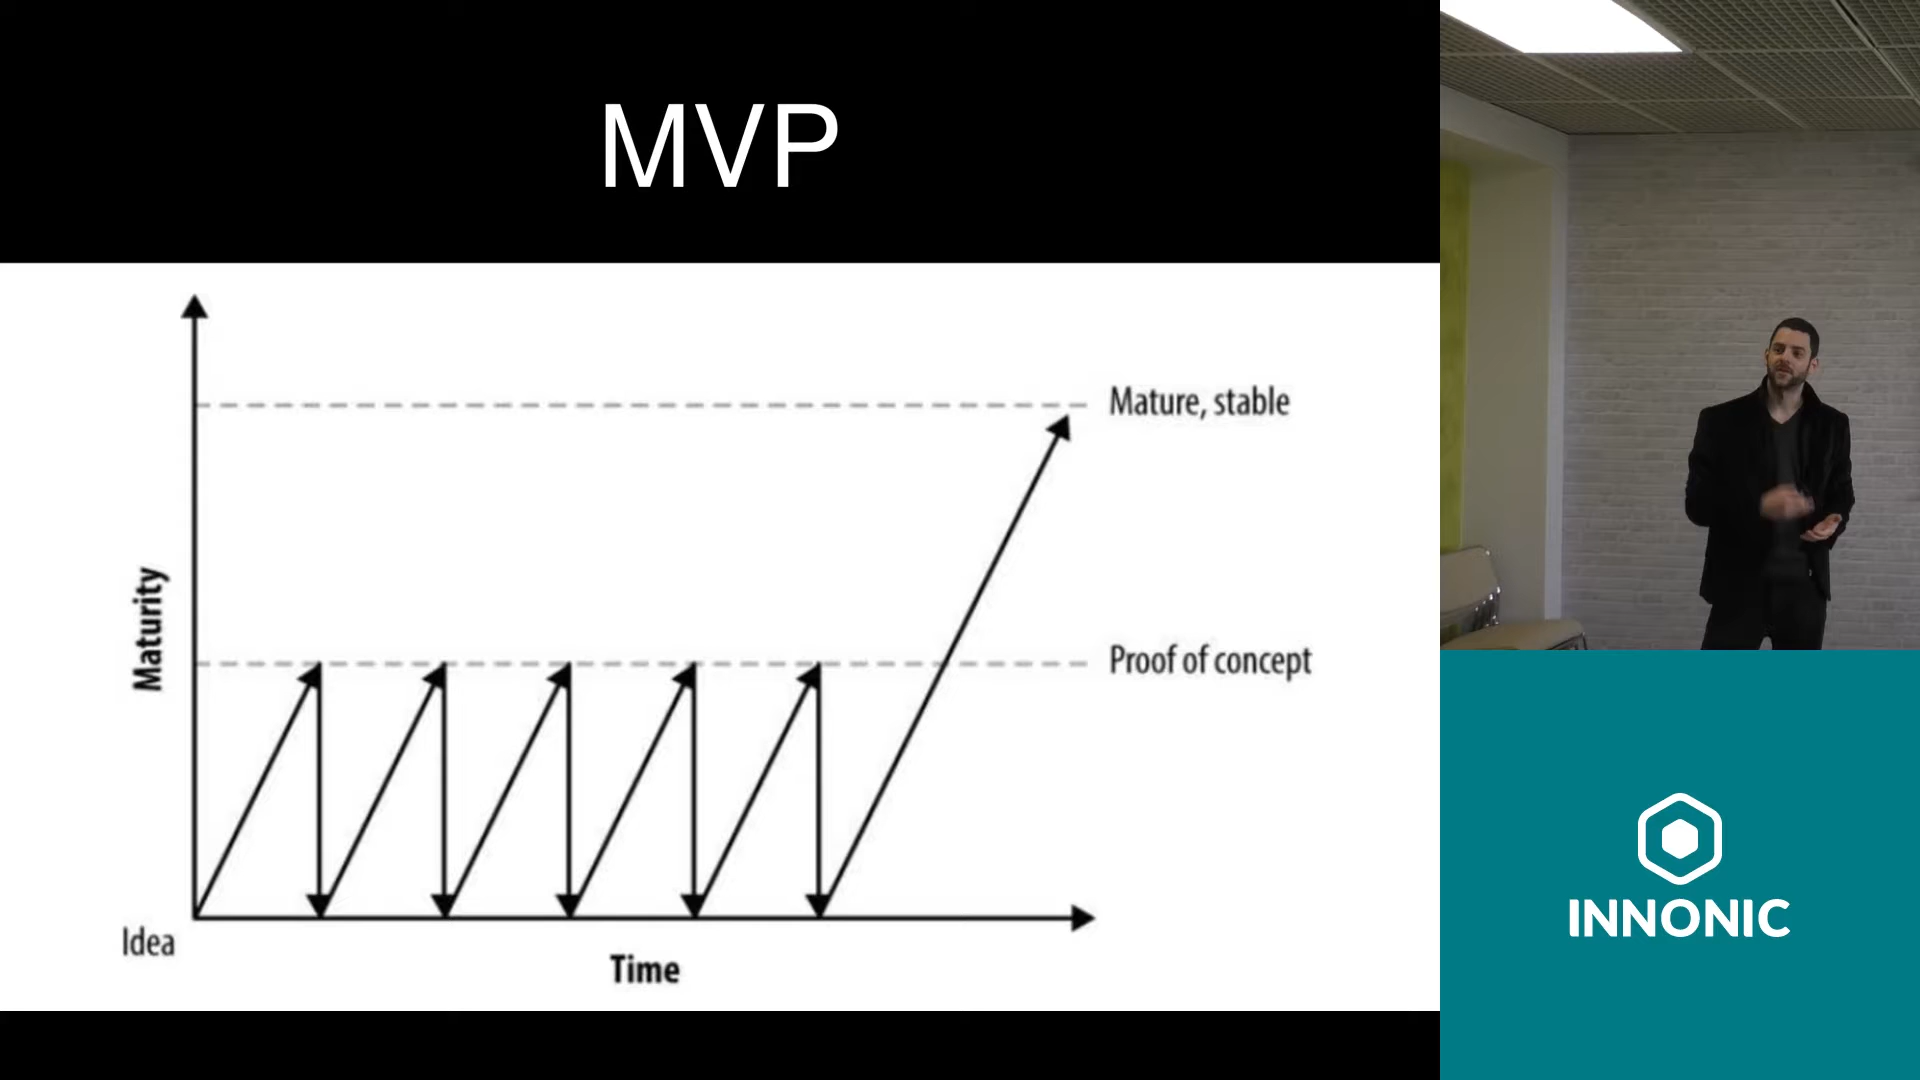 MVP
Mature, stable
Proof of concept
Maturity
Idea
Time
INNONIC